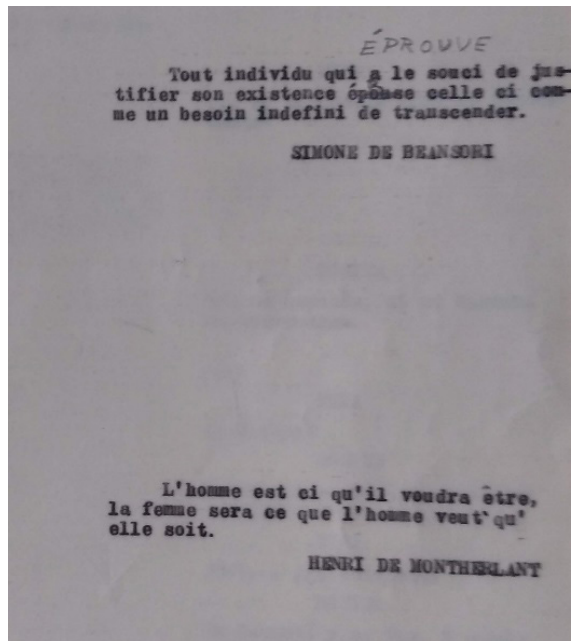 ÉPROUVE
Tout individu qui a le souci de jus-
tifier son existence épouse celle ci com-
me un besoin indefini de transcender.
SIMONE DE BEANSORI
L'homme est ci qu'il voudra être,
la femme sera ce que l'homme veut qu'
elle soit.
HENRI DE MONTHERLANT